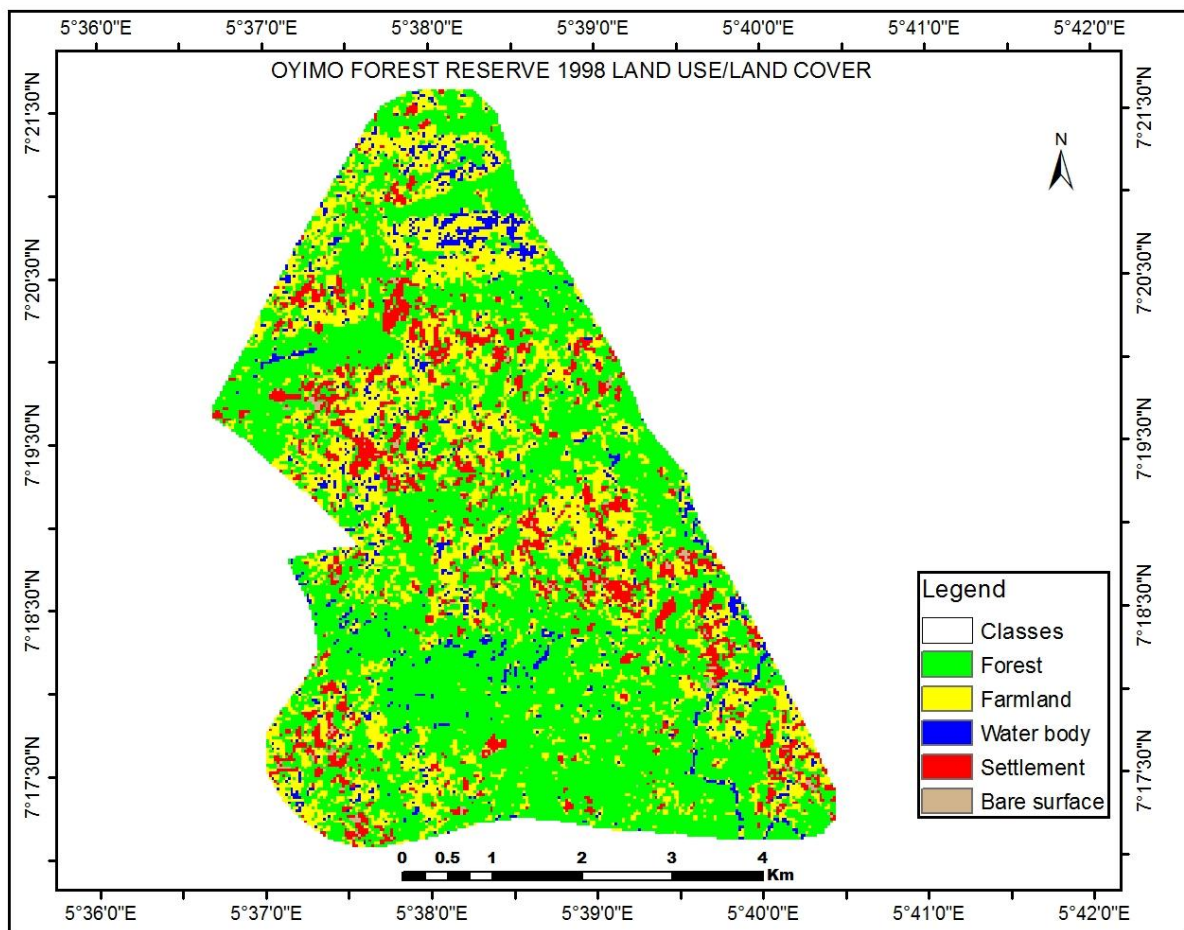 5°36'0"E 5°37'0"E 5°38'0"E 5°39'0"E 5°40'0"E 5°41'0"E 5°42'0"E
OYIMO FOREST RESERVE 1998 LAND USE/LAND COVER
7°21'30"N
7°21'30"N
N
7°20'30"N
7°20'30"N
7°19'30"N
7°19'30"N
7°18'30"N
7°18'30"N
7°17'30"N
7°17'30"N
Legend
Classes
Forest
Farmland
Water body
Settlement
Bare surface
0 0.5 1 2 3 4
Km
5°36'0"E 5°37'0"E 5°38'0"E 5°39'0"E 5°40'0"E 5°41'0"E 5°42'0"E